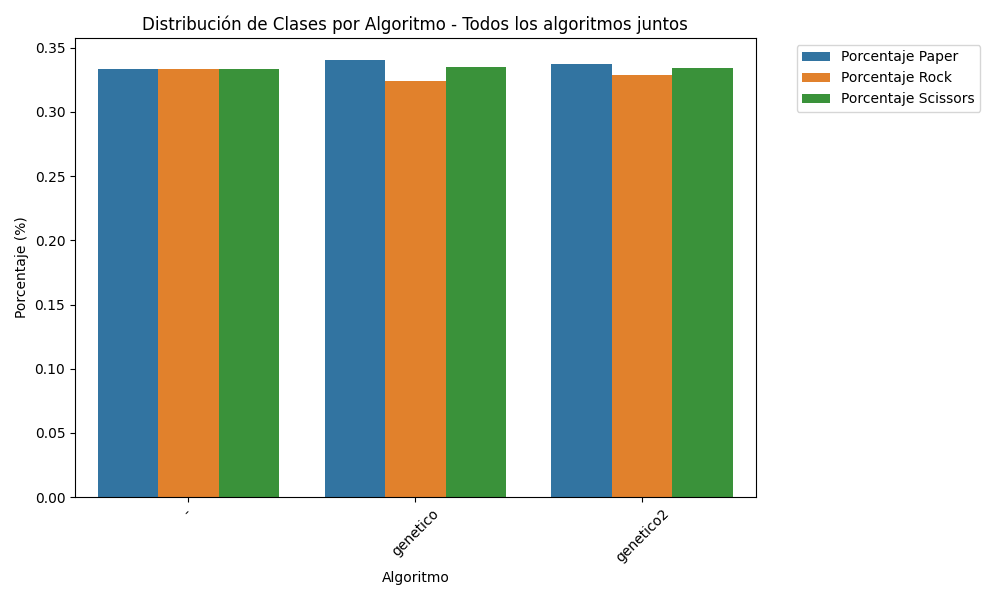 Distribución de Clases por Algoritmo - Todos los algoritmos juntos
Porcentaje Paper
Porcentaje Rock
Porcentaje Scissors
Porcentaje (%)
0.35
0.30
0.25
0.20
0.15
0.10
0.05
0.00
-
genetico
genetico2
Algoritmo